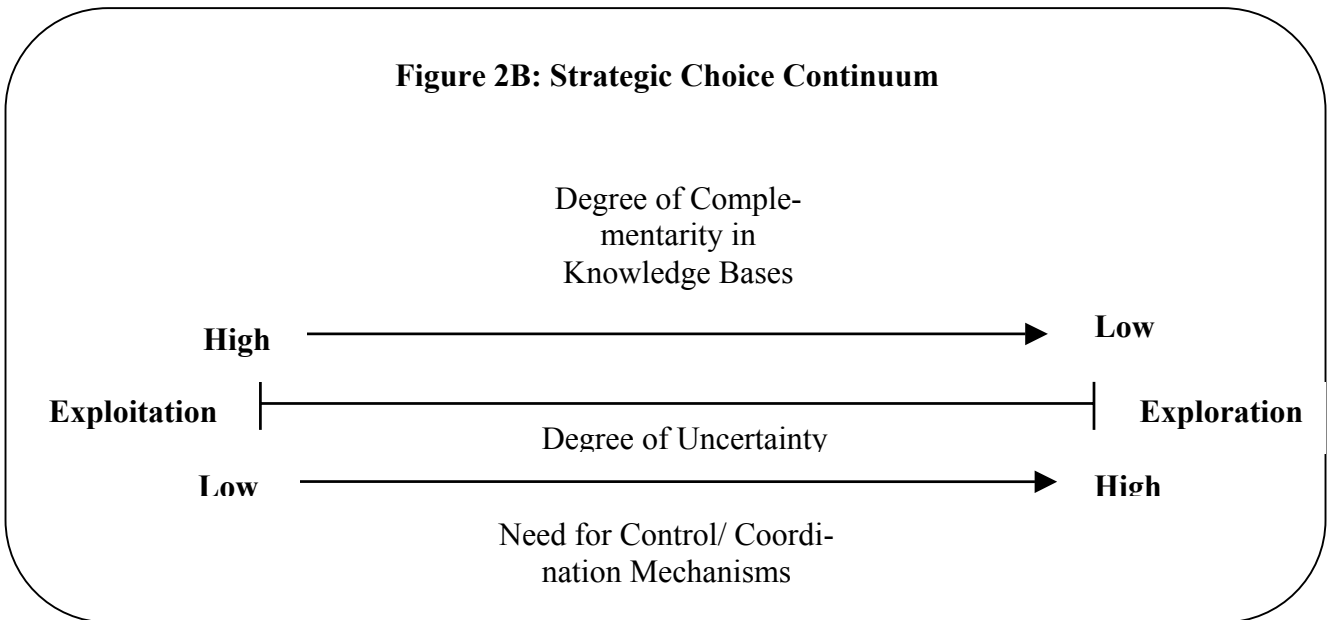 Figure 2B: Strategic Choice Continuum
Degree of Comple-
mentarity in
Knowledge Bases
High
Low
Exploitation
Exploration
Degree of Uncertainty
Low
High
Need for Control/ Coordi-
nation Mechanisms